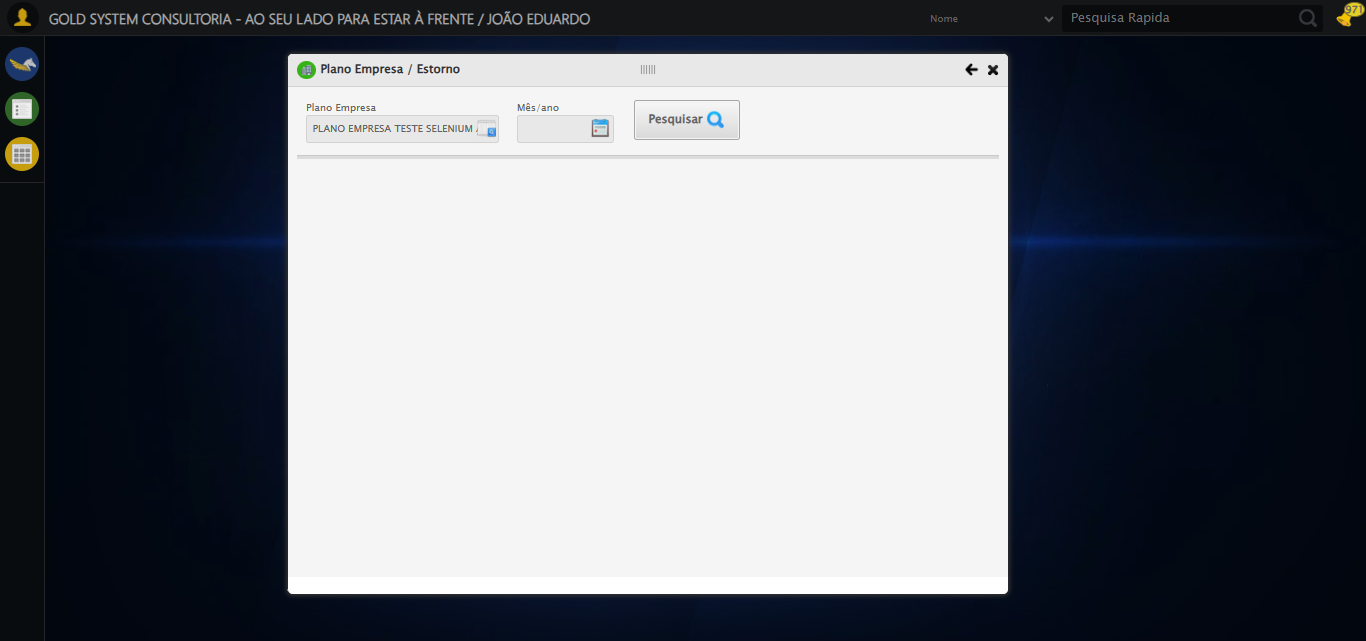 GOLD SYSTEM CONSULTORIA - AO SEU LADO PARA ESTAR À FRENTE / JOÃO EDUARDO
Nome
Pesquisa Rapida
971
Plano Empresa / Estorno
Plano Empresa
Mês/ano
PLANO EMPRESA TESTE SELENIUM
Pesquisar